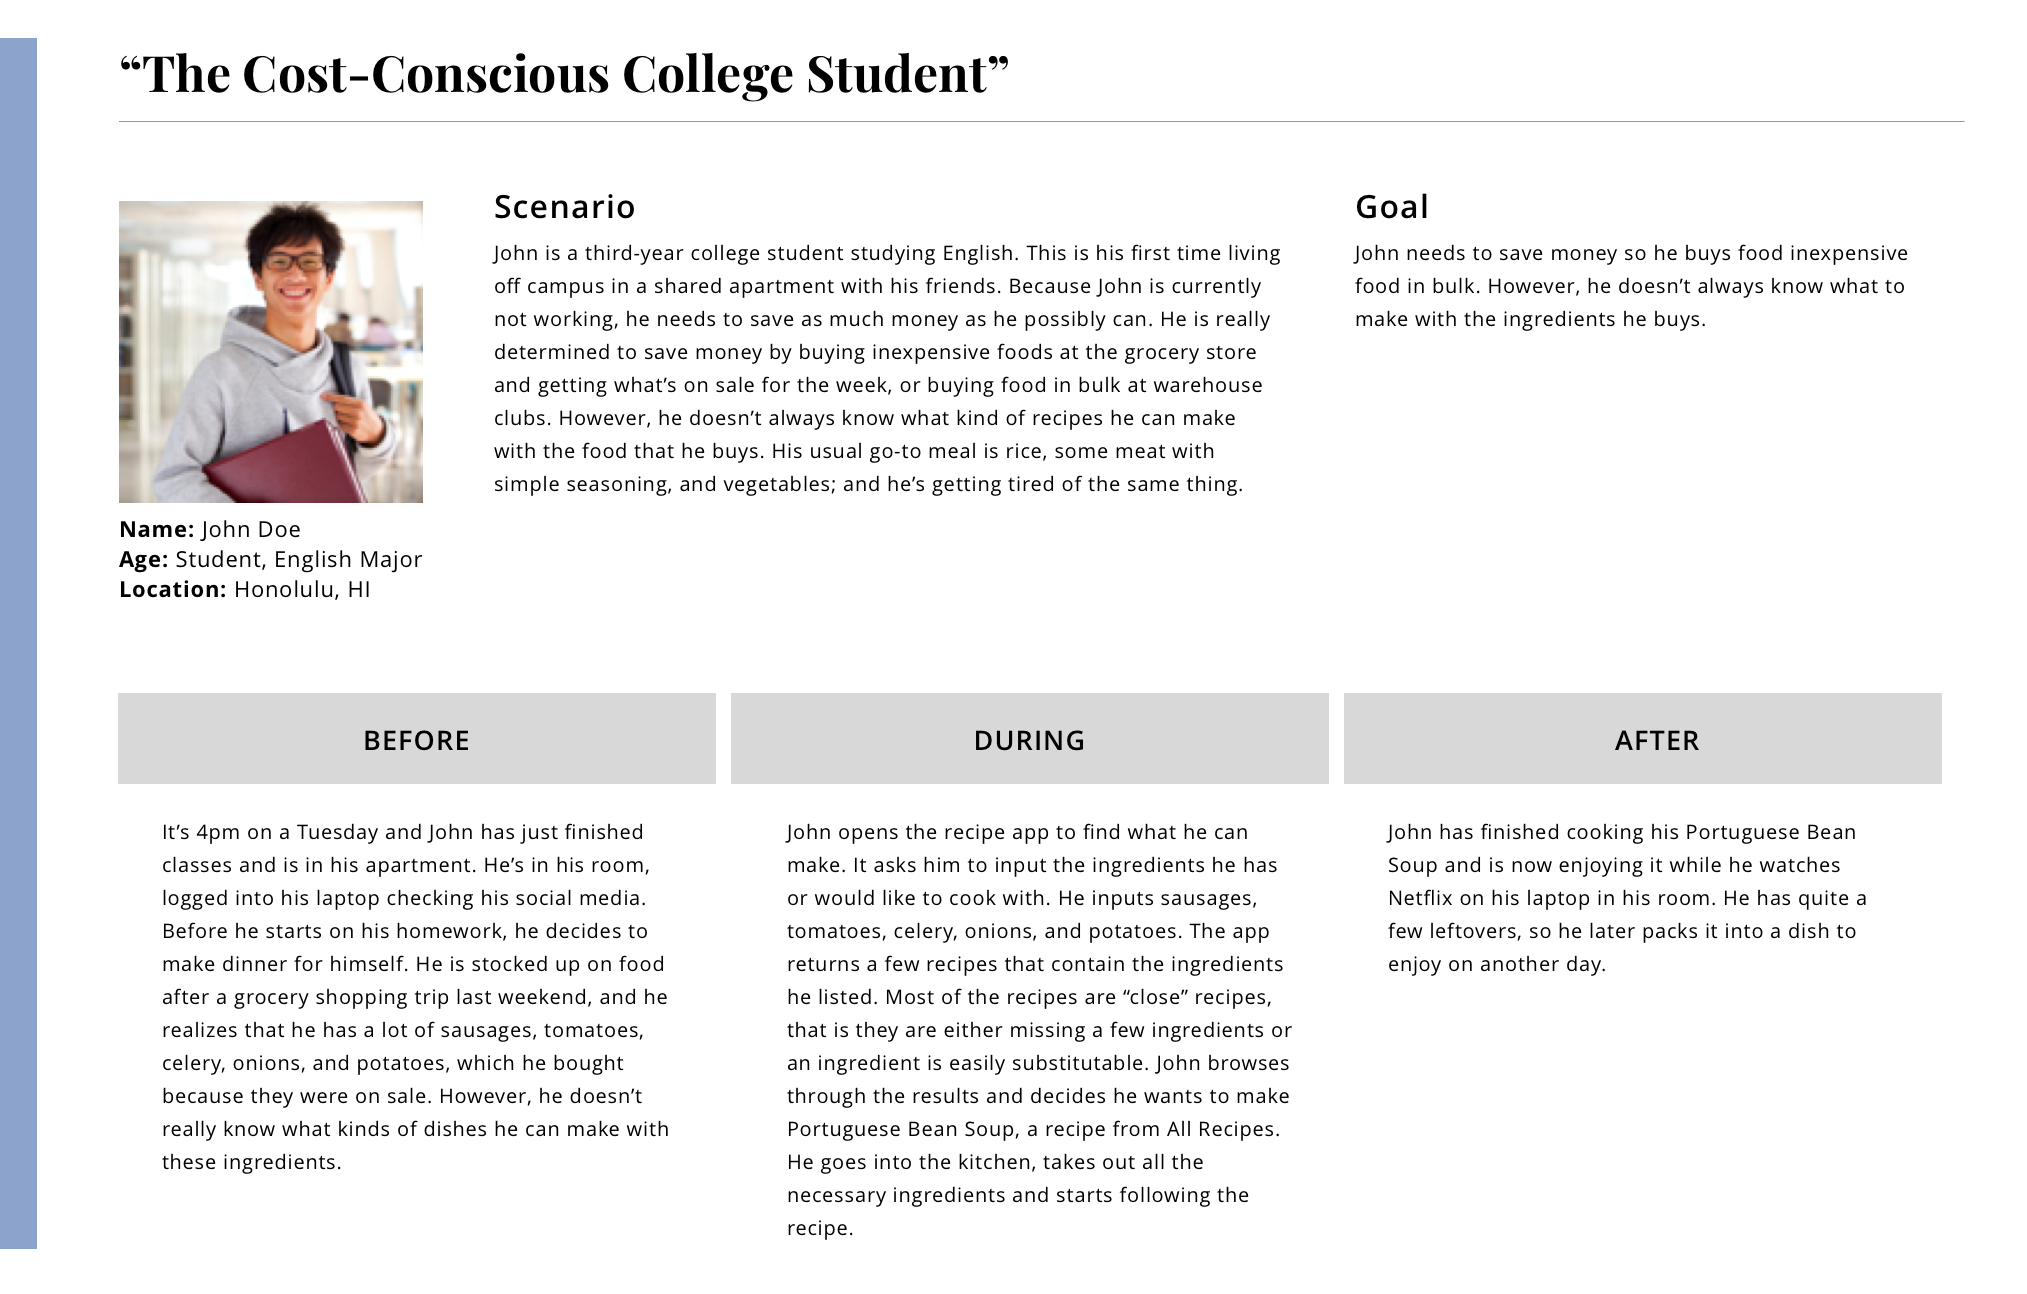 “The Cost-Conscious College Student”
Scenario
John is a third-year college student studying English. This is his first time living
off campus in a shared apartment with his friends. Because John is currently
not working, he needs to save as much money as he possibly can. He is really
determined to save money by buying inexpensive foods at the grocery store
and getting what’s on sale for the week, or buying food in bulk at warehouse
clubs. However, he doesn’t always know what kind of recipes he can make
with the food that he buys. His usual go-to meal is rice, some meat with
simple seasoning, and vegetables; and he’s getting tired of the same thing.
Goal
John needs to save money so he buys food inexpensive
food in bulk. However, he doesn’t always know what to
make with the ingredients he buys.
Name: John Doe
Age: Student, English Major
Location: Honolulu, HI
BEFORE
It’s 4pm on a Tuesday and John has just finished
classes and is in his apartment. He’s in his room,
logged into his laptop checking his social media.
Before he starts on his homework, he decides to
make dinner for himself. He is stocked up on food
after a grocery shopping trip last weekend, and he
realizes that he has a lot of sausages, tomatoes,
celery, onions, and potatoes, which he bought
because they were on sale. However, he doesn’t
really know what kinds of dishes he can make with
these ingredients.
DURING
John opens the recipe app to find what he can
make. It asks him to input the ingredients he has
or would like to cook with. He inputs sausages,
tomatoes, celery, onions, and potatoes. The app
returns a few recipes that contain the ingredients
he listed. Most of the recipes are “close” recipes,
that is they are either missing a few ingredients or
an ingredient is easily substitutable. John browses
through the results and decides he wants to make
Portuguese Bean Soup, a recipe from All Recipes.
He goes into the kitchen, takes out all the
necessary ingredients and starts following the
recipe.
AFTER
John has finished cooking his Portuguese Bean
Soup and is now enjoying it while he watches
Netflix on his laptop in his room. He has quite a
few leftovers, so he later packs it into a dish to
enjoy on another day.